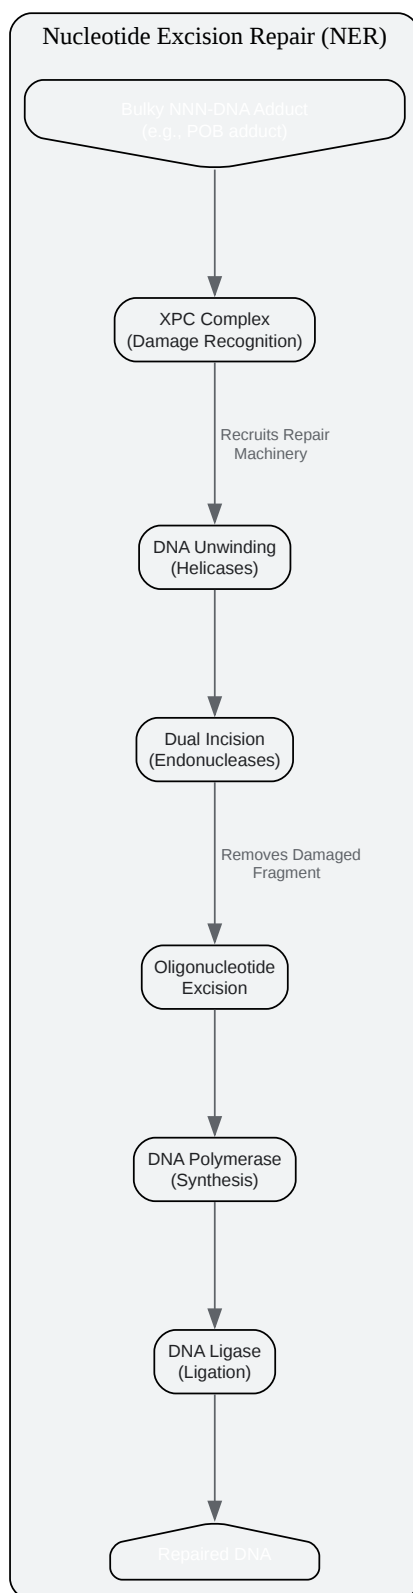 Nucleotide Excision Repair (NER)
Bulky NNN-DNA Adduct
(e.g., POB adduct)
XPC Complex
(Damage Recognition)
Recruits Repair
Machinery
DNA Unwinding
(Helicases)
Dual Incision
(Endonucleases)
Removes Damaged
Fragment
Oligonucleotide
Excision
DNA Polymerase
(Synthesis)
DNA Ligase
(Ligation)
Repaired DNA